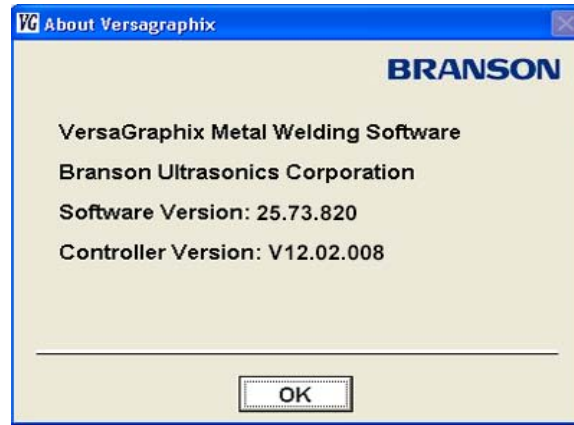 VG About Versagraphix
BRANSON
VersaGraphix Metal Welding Software
Branson Ultrasonics Corporation
Software Version: 25.73.820
Controller Version: V12.02.008
OK